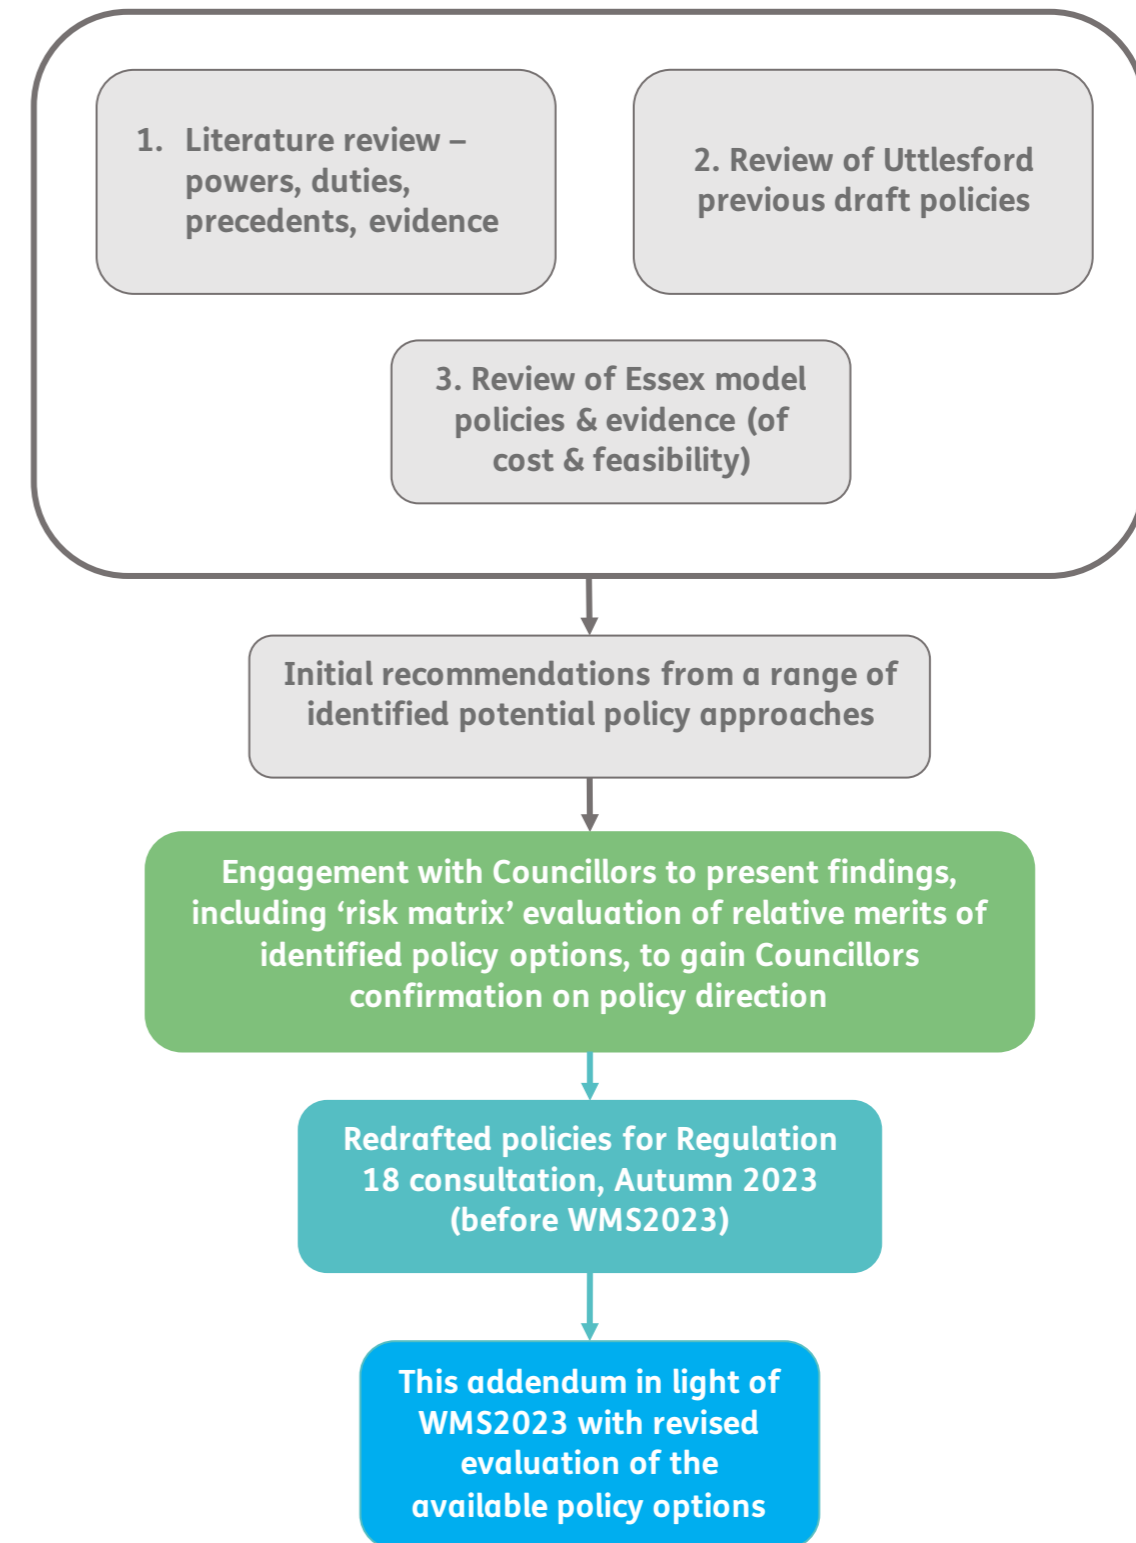 1. Literature review –
powers, duties,
precedents, evidence
2. Review of Uttlesford
previous draft policies
3. Review of Essex model
policies & evidence (of
cost & feasibility)
Initial recommendations from a range of
identified potential policy approaches
Engagement with Councillors to present findings,
including ‘risk matrix’ evaluation of relative merits of
identified policy options, to gain Councillors
confirmation on policy direction
Redrafted policies for Regulation
18 consultation, Autumn 2023
(before WMS2023)
This addendum in light of
WMS2023 with revised
evaluation of the
available policy options